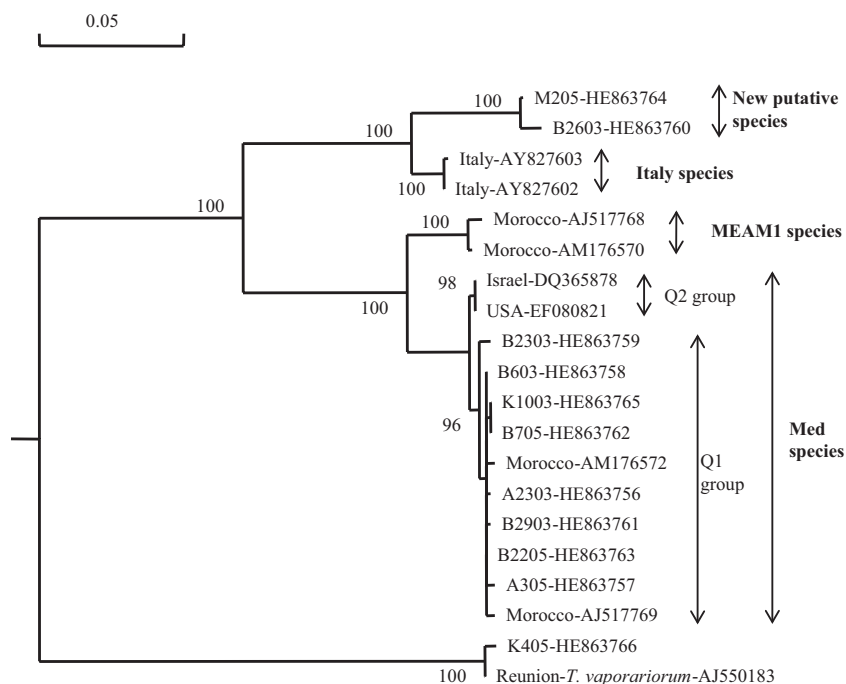 0.05
100
M205-HE863764
B2603-HE863760
New putative
species
100
100
Italy-AY827603
Italy-AY827602
Italy species
100
100
Morocco-AJ517768
Morocco-AM176570
MEAM1 species
100
98
Israel-DQ365878
USA-EF080821
Q2 group
B2303-HE863759
B603-HE863758
K1003-HE863765
96
B705-HE863762
Med
species
Morocco-AM176572
Q1
group
A2303-HE863756
B2903-HE863761
B2205-HE863763
A305-HE863757
Morocco-AJ517769
K405-HE863766
100
Reunion-T. vaporariorum-AJ550183